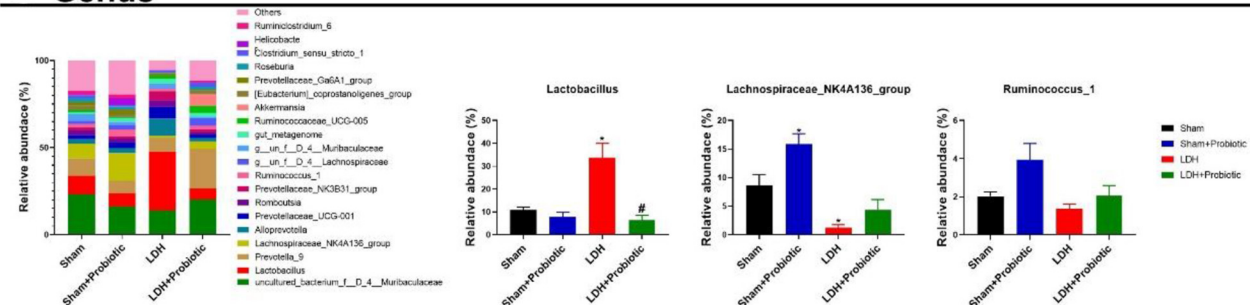 Genus
Relative abundace (%)
100
50
0
Sham
Sham+Probiotic
LDH
LDH+Probiotic
Others
Ruminiclostridium_6
Helicobacte
r
Clostridium_sensu_stricto_1
Roseburia
Prevotellaceae_Ga6A1_group
[Eubacterium]_coprostanoligenes_group
Akkermansia
Ruminococcaceae_UCG-005
gut_metagenome
g__un_f__D_4__Muribaculaceae
g__un_f__D_4__Lachnospiraceae
Ruminococcus_1
Prevotellaceae_NK3B31_group
Romboutsia
Prevotellaceae_UCG-001
Alloprevotella
Lachnospiraceae_NK4A136_group
Prevotella_9
Lactobacillus
uncultured_bacterium_f__D_4__Muribaculaceae
Lactobacillus
Relative abundace (%)
50
40
30
20
10
0
*
#
Sham
Sham+Probiotic
LDH
LDH+Probiotic
Lachnospiraceae_NK4A136_group
Relative abundace (%)
20
15
10
5
0
*
*
Sham
Sham+Probiotic
LDH
LDH+Probiotic
Ruminococcus_1
Relative abundace (%)
6
4
2
0
Sham
Sham+Probiotic
LDH
LDH+Probiotic
Sham
Sham+Probiotic
LDH
LDH+Probiotic